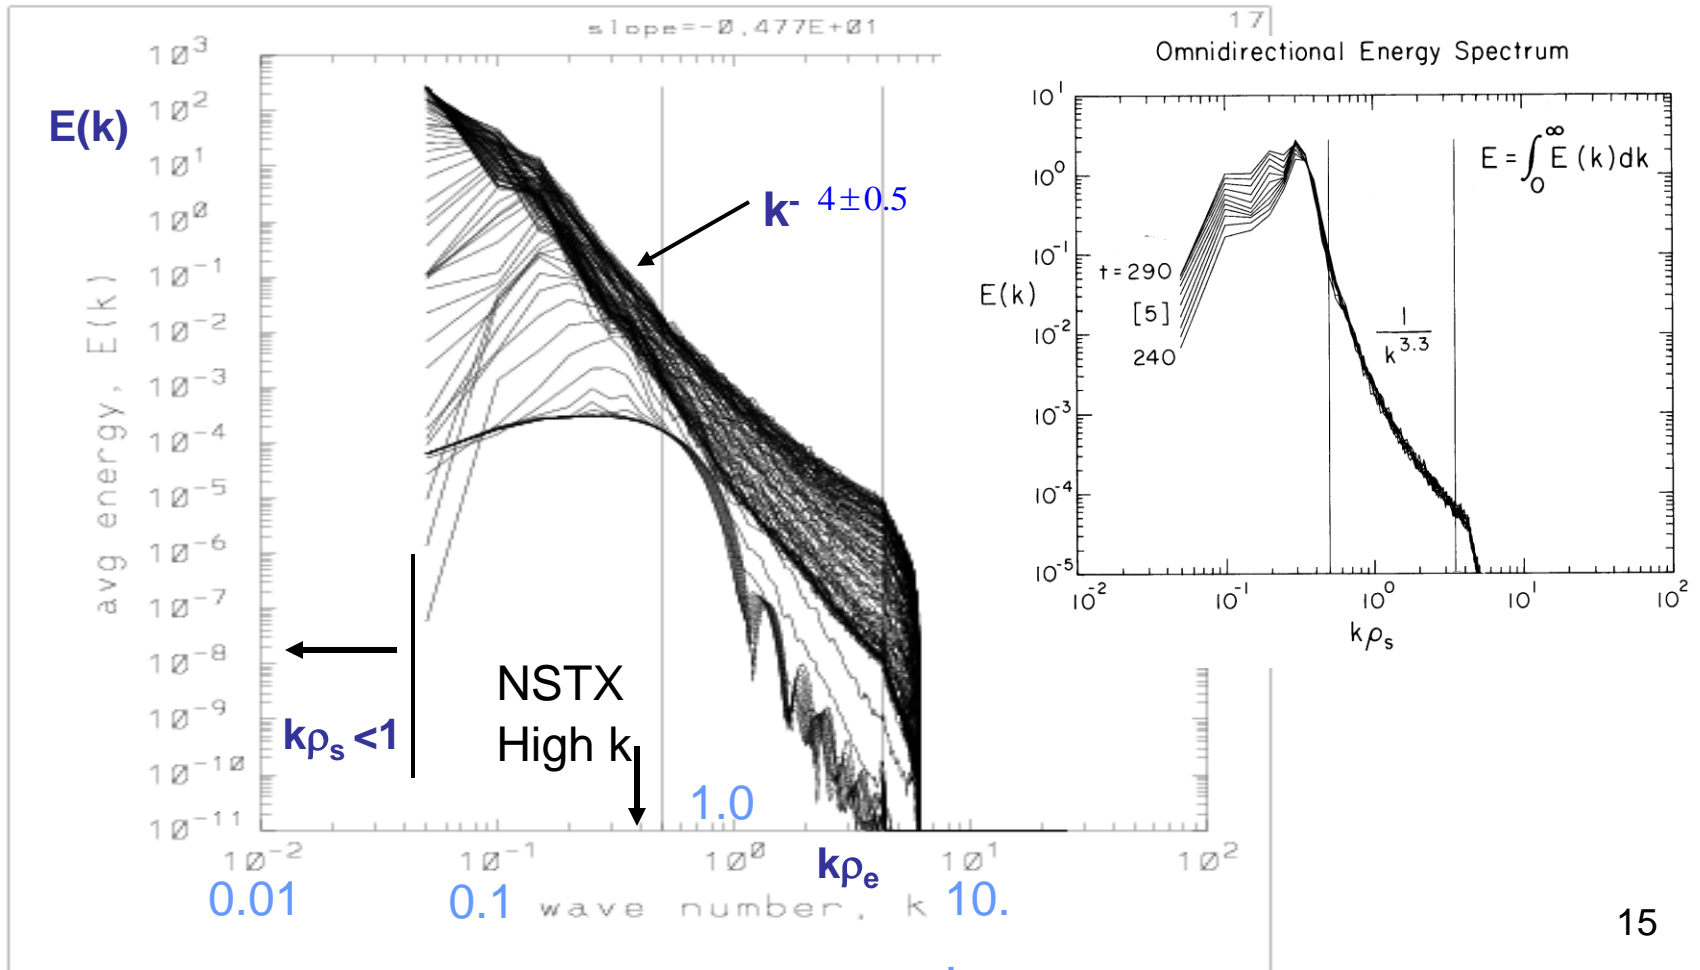 slope=-0.477E+01
17
Omnidirectional Energy Spectrum
10³
10²
10¹
10⁰
10⁻¹
10⁻²
10⁻³
10⁻⁴
10⁻⁵
10⁻⁶
10⁻⁷
10⁻⁸
10⁻⁹
10⁻¹⁰
10⁻¹¹
E(k)
avg energy, E(k)
k⁻ 4±0.5
kρₛ <1
NSTX
High k
1.0
10⁻²
10⁻¹
10⁰
10¹
10²
kρₑ
0.01
0.1
wave number, k
10.
10¹
10⁰
10⁻¹
10⁻²
10⁻³
10⁻⁴
10⁻⁵
E(k)
E = ∫₀^∞ E (k)dk
t=290
[5]
240
1
k³·³
10⁻²
10⁻¹
10⁰
10¹
10²
kρₛ
15